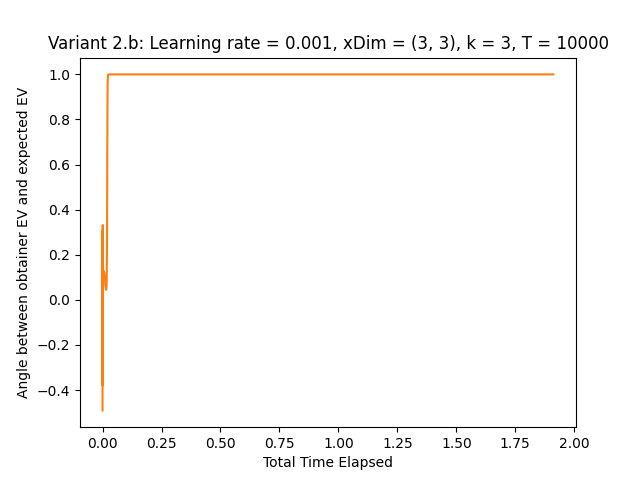 Variant 2.b: Learning rate = 0.001, xDim = (3, 3), k = 3, T = 10000
Angle between obtainer EV and expected EV
1.0
0.8
0.6
0.4
0.2
0.0
−0.2
−0.4
0.00 0.25 0.50 0.75 1.00 1.25 1.50 1.75 2.00
Total Time Elapsed